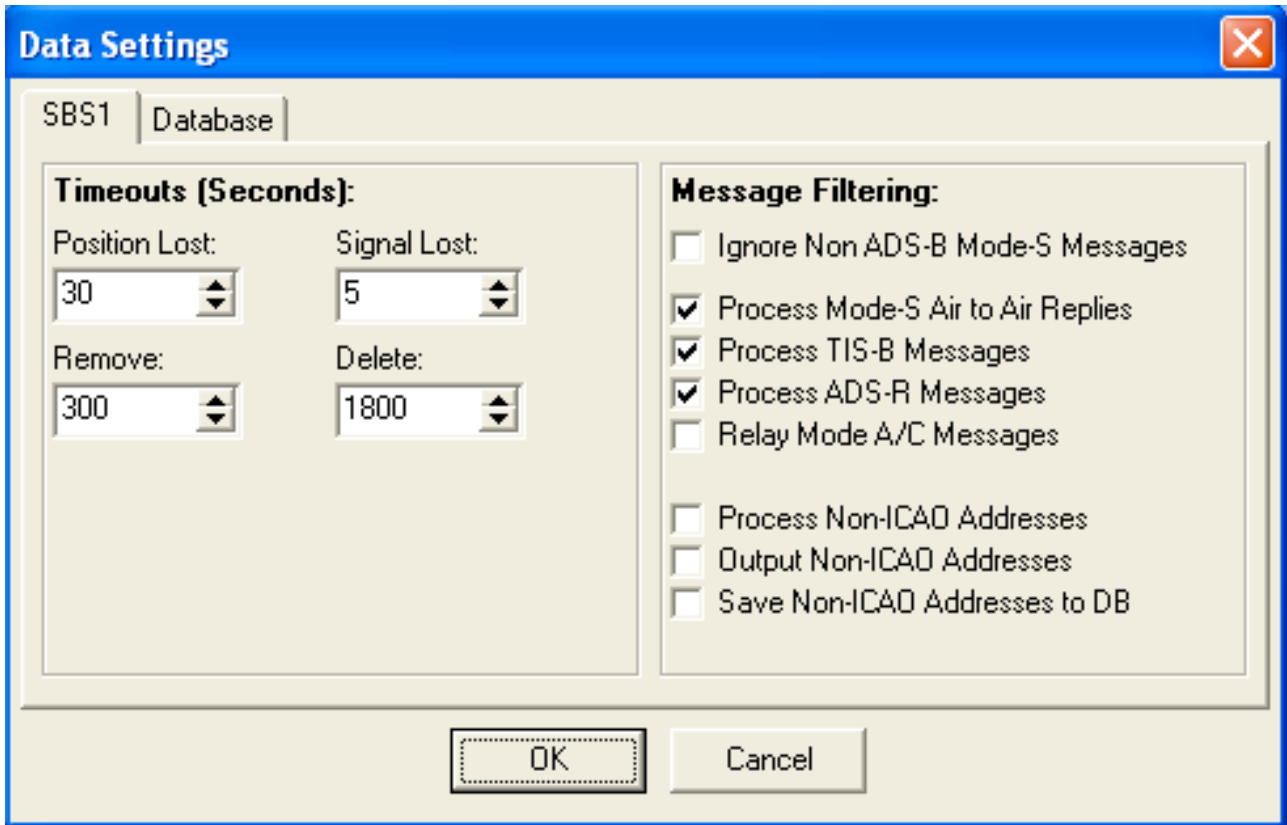 Data Settings
SBS1 Database
Timeouts (Seconds):
Position Lost: Signal Lost:
30 5
Remove: Delete:
300 1800
Message Filtering:
Ignore Non ADS-B Mode-S Messages
Process Mode-S Air to Air Replies
Process TIS-B Messages
Process ADS-R Messages
Relay Mode A/C Messages
Process Non-ICAO Addresses
Output Non-ICAO Addresses
Save Non-ICAO Addresses to DB
OK Cancel